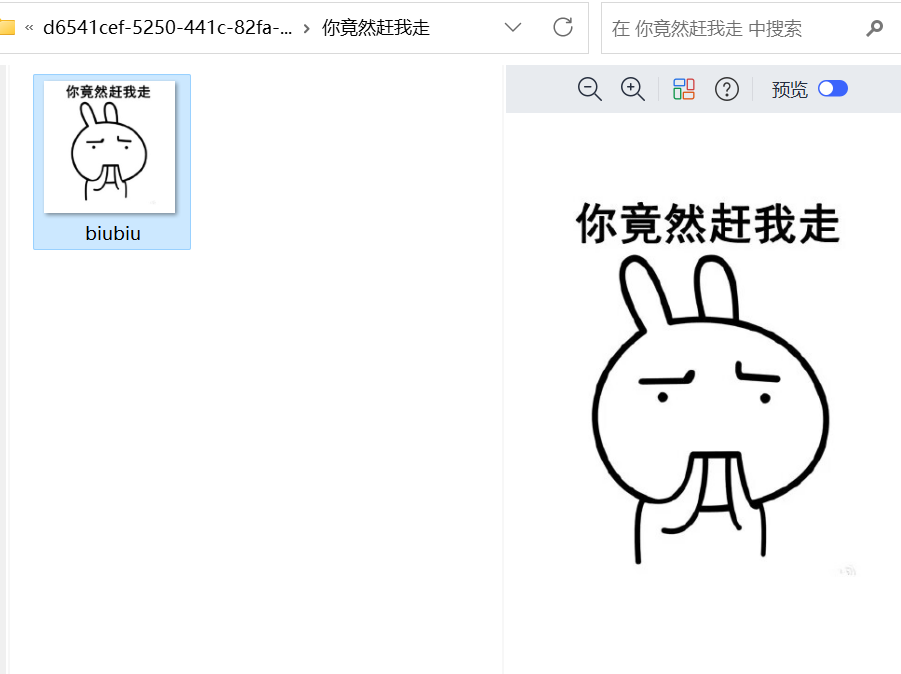 « d6541cef-5250-441c-82fa-... › 你竟然赶我走
在 你竟然赶我走 中搜索
预览
你竟然赶我走
biubiu
你竟然赶我走